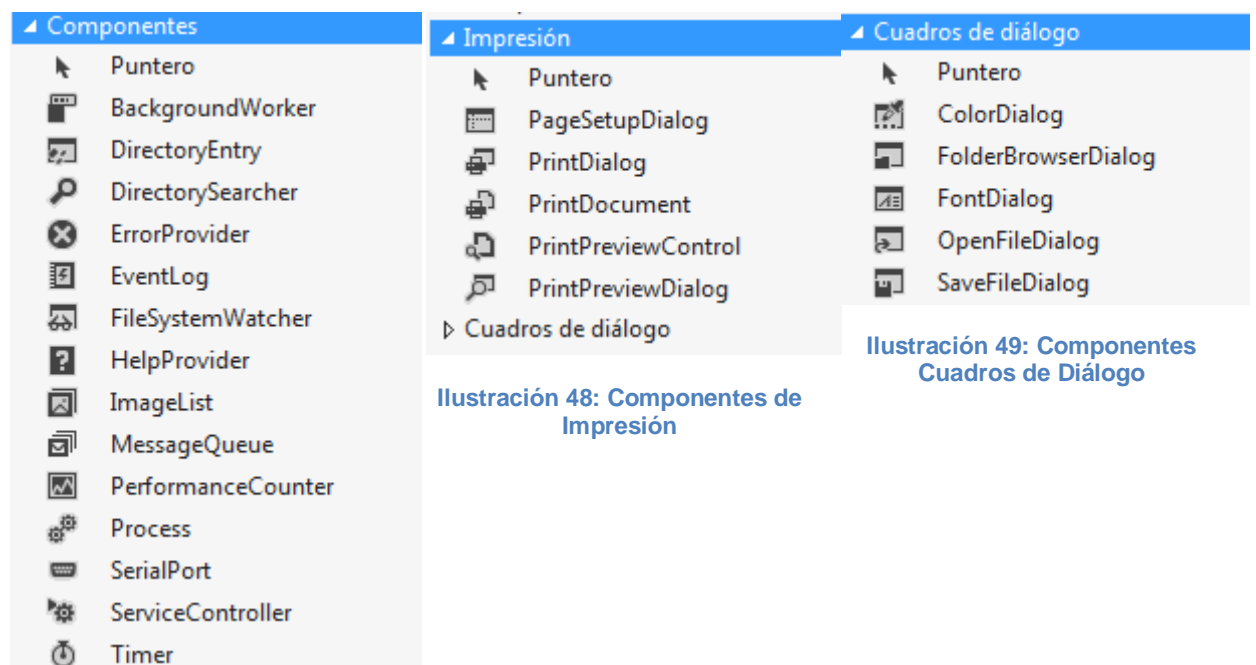 Componentes
Puntero
BackgroundWorker
DirectoryEntry
DirectorySearcher
ErrorProvider
EventLog
FileSystemWatcher
HelpProvider
ImageList
MessageQueue
PerformanceCounter
Process
SerialPort
ServiceController
Timer
Impresión
Puntero
PageSetupDialog
PrintDialog
PrintDocument
PrintPreviewControl
PrintPreviewDialog
Cuadros de diálogo
Ilustración 48: Componentes de
Impresión
Cuadros de diálogo
Puntero
ColorDialog
FolderBrowserDialog
FontDialog
OpenFileDialog
SaveFileDialog
Ilustración 49: Componentes
Cuadros de Diálogo